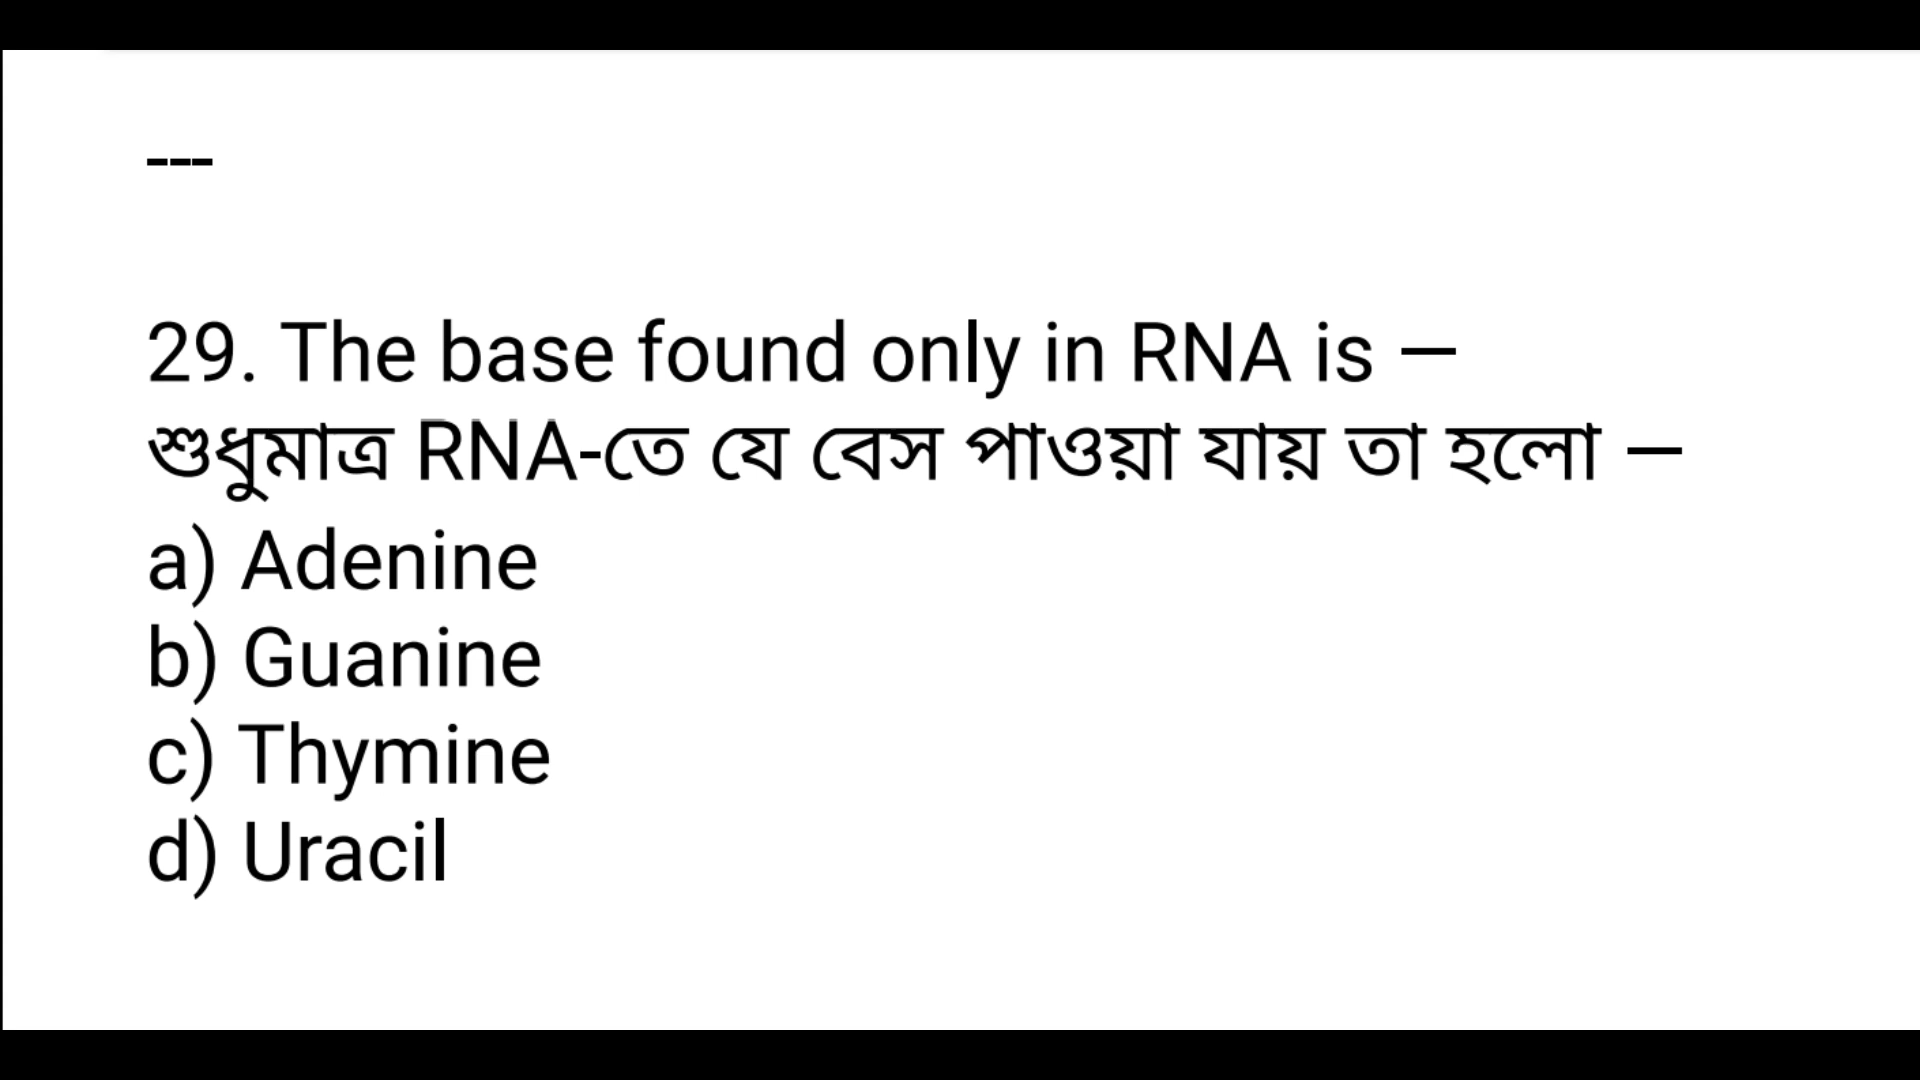 ---
29. The base found only in RNA is —
শুধুমাত্র RNA-তে যে বেস পাওয়া যায় তা হলো —
a) Adenine
b) Guanine
c) Thymine
d) Uracil